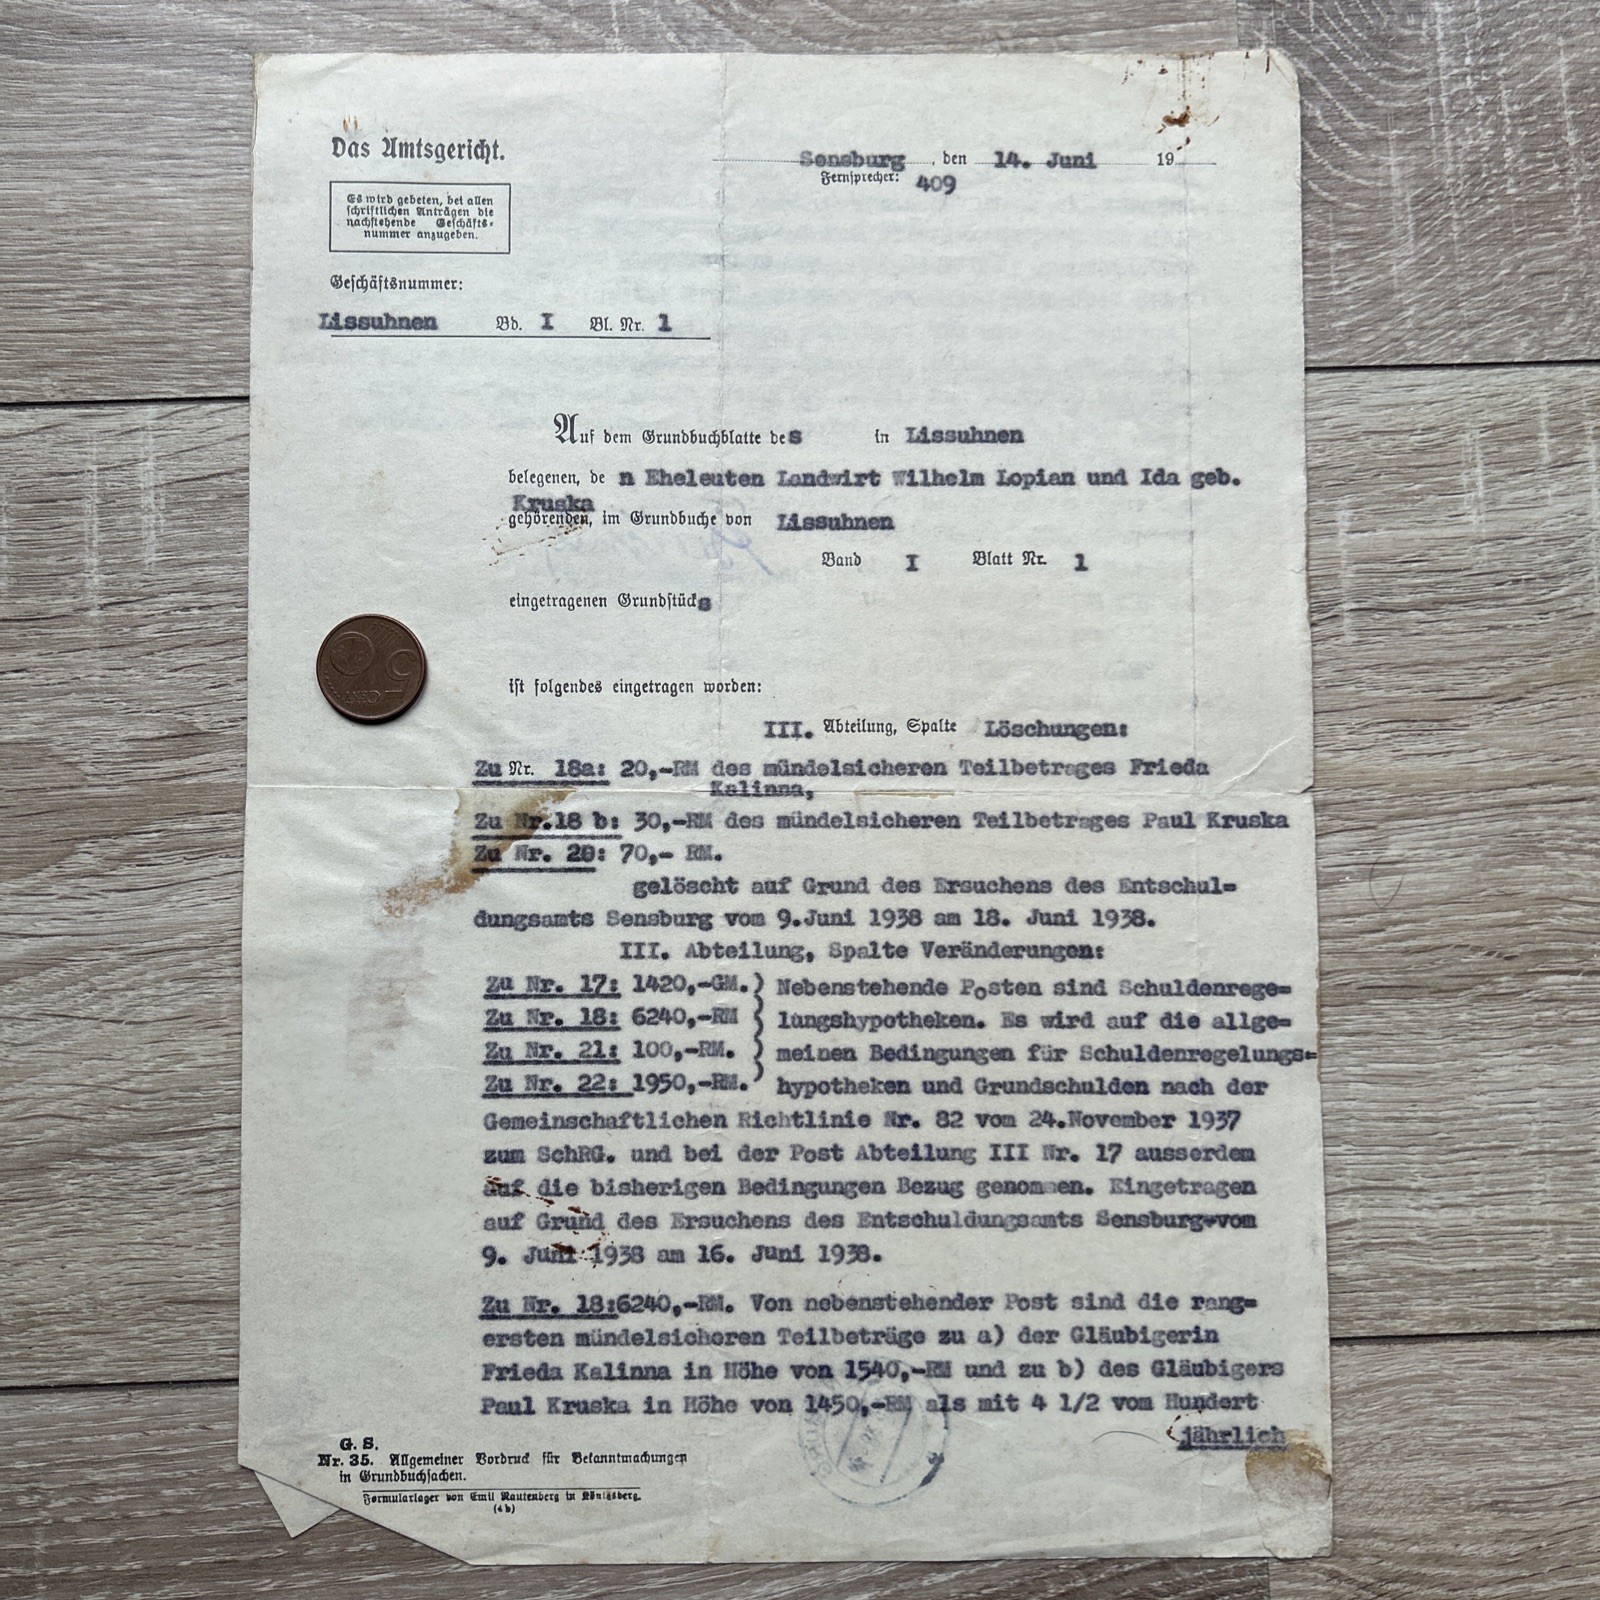 Das Amtsgericht.
Sensburg, den 14. Juni 19
Fernsprecher: 409
Es wird gebeten, bei allen
schriftlichen Anträgen die
nachstehende Geschäfts-
nummer anzugeben.
Geschäftsnummer:
Lissuhnen Bd. I Bl. Nr. 1
Auf dem Grundbuchblatte des in Lissuhnen
belegenen, de n Eheleuten Landwirt Wilhelm Lopian und Ida geb.
Kruska
gehörenden, im Grundbuche von Lissuhnen
Band I Blatt Nr. 1
eingetragenen Grundstücks
ist folgendes eingetragen worden:
III. Abteilung, Spalte Löschungen:
Zu Nr. 18a: 20,-RM des mündelsicheren Teilbetrages Frieda
Kalinna,
Zu Nr.18 b: 30,-RM des mündelsicheren Teilbetrages Paul Kruska
Zu Nr. 20: 70,- RM.
gelöscht auf Grund des Ersuchens des Entschul=
dungsamts Sensburg vom 9.Juni 1938 am 18. Juni 1938.
III. Abteilung, Spalte Veränderungen:
Zu Nr. 17: 1420,-GM.) Nebenstehende Posten sind Schuldenrege=
Zu Nr. 18: 6240,-RM ) lungshypotheken. Es wird auf die allge=
Zu Nr. 21: 100,-RM. ) meinen Bedingungen für Schuldenregelungs=
Zu Nr. 22: 1950,-RM.) hypotheken und Grundschulden nach der
Gemeinschaftlichen Richtlinie Nr. 82 vom 24.November 1937
zum SchRG. und bei der Post Abteilung III Nr. 17 ausserdem
auf die bisherigen Bedingungen Bezug genommen. Eingetragen
auf Grund des Ersuchens des Entschuldungsamts Sensburg vom
9. Juni 1938 am 16. Juni 1938.
Zu Nr. 18:6240,-RM. Von nebenstehender Post sind die rang=
ersten mündelsicheren Teilbeträge zu a) der Gläubigerin
Frieda Kalinna in Höhe von 1540,-RM und zu b) des Gläubigers
Paul Kruska in Höhe von 1450,-RM als mit 4 1/2 vom Hundert
jährlich
G. S.
Nr. 35. Allgemeiner Vordruck für Bekanntmachungen
in Grundbuchsachen.
Formularlager von Emil Rautenberg in Königsberg.
(4 b)
5
CENT